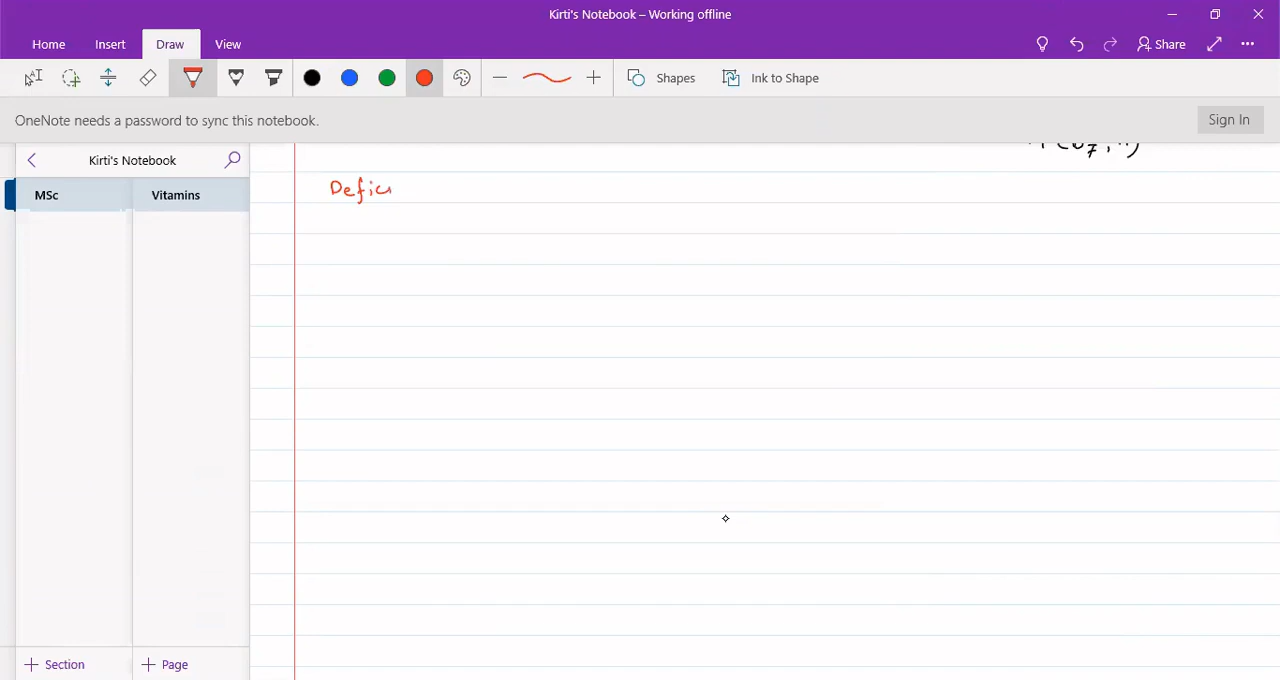 Kirti's Notebook – Working offline
Home Insert Draw View Share
Shapes Ink to Shape
OneNote needs a password to sync this notebook. Sign In
Kirti's Notebook
MSc Vitamins
Defici
+ Section + Page